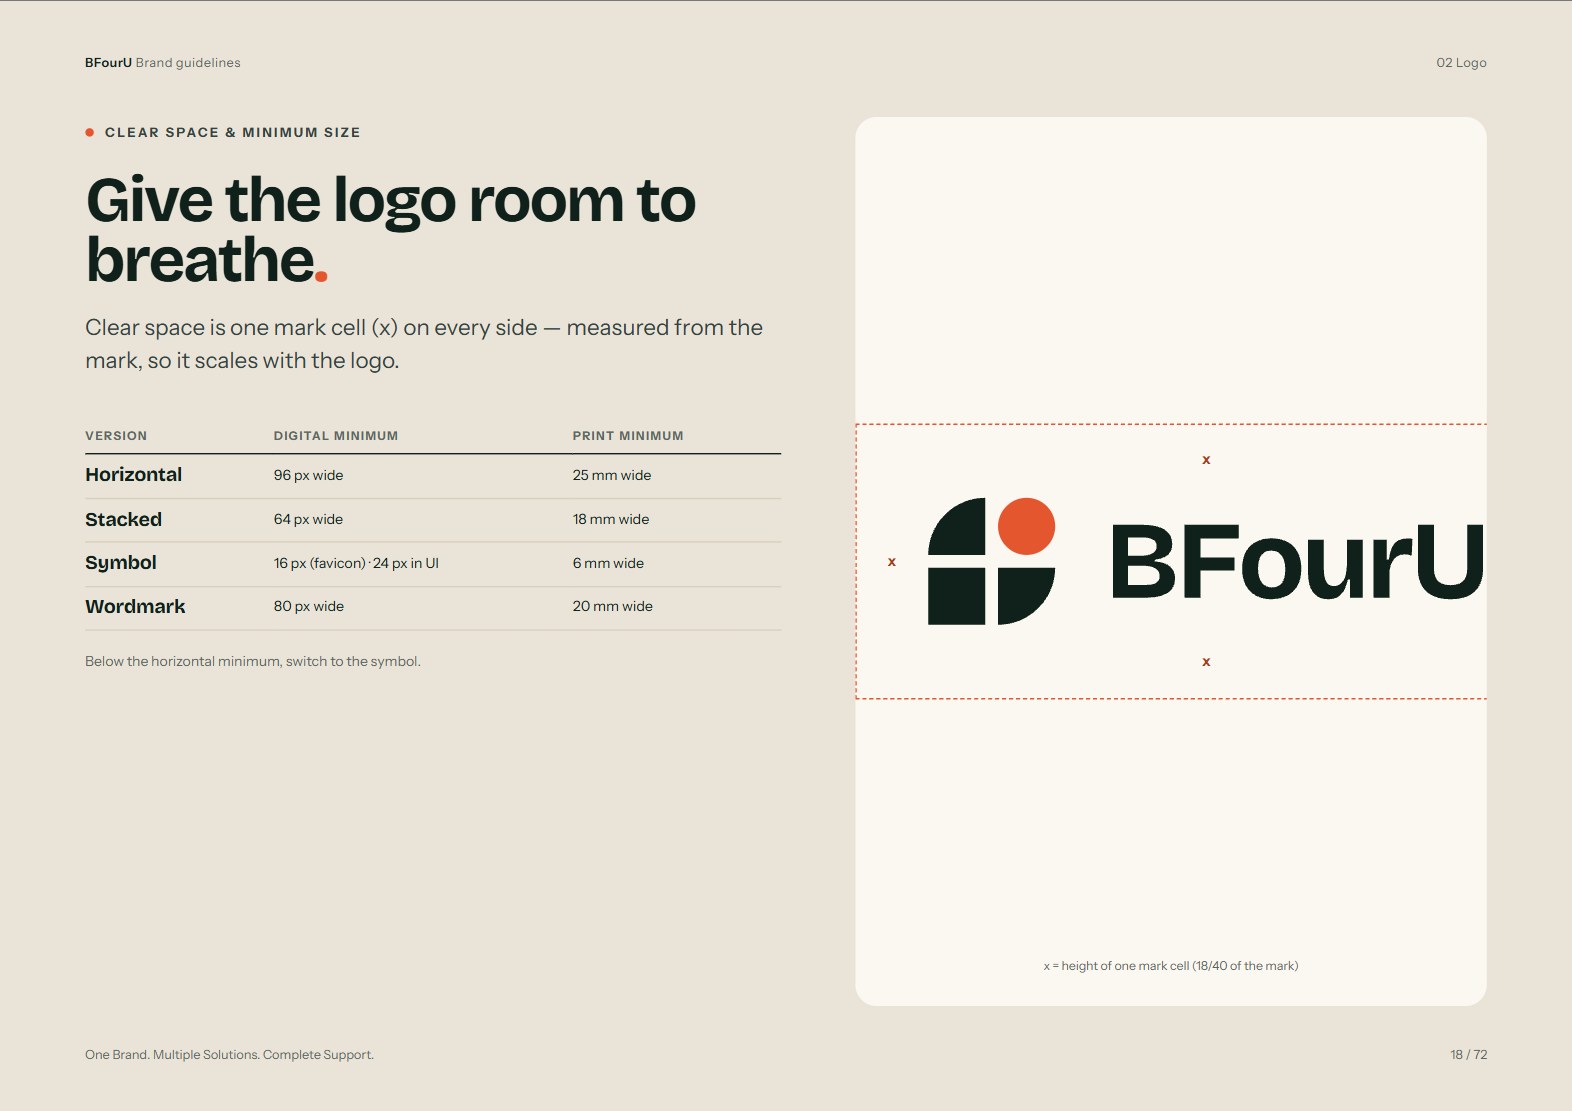 BFourU Brand guidelines
02 Logo
CLEAR SPACE & MINIMUM SIZE
Give the logo room to
breathe.
Clear space is one mark cell (x) on every side — measured from the
mark, so it scales with the logo.
VERSION DIGITAL MINIMUM PRINT MINIMUM
Horizontal 96 px wide 25 mm wide
Stacked 64 px wide 18 mm wide
Symbol 16 px (favicon) · 24 px in UI 6 mm wide
Wordmark 80 px wide 20 mm wide
Below the horizontal minimum, switch to the symbol.
x
x
BFourU
x
x = height of one mark cell (18/40 of the mark)
One Brand. Multiple Solutions. Complete Support.
18 / 72